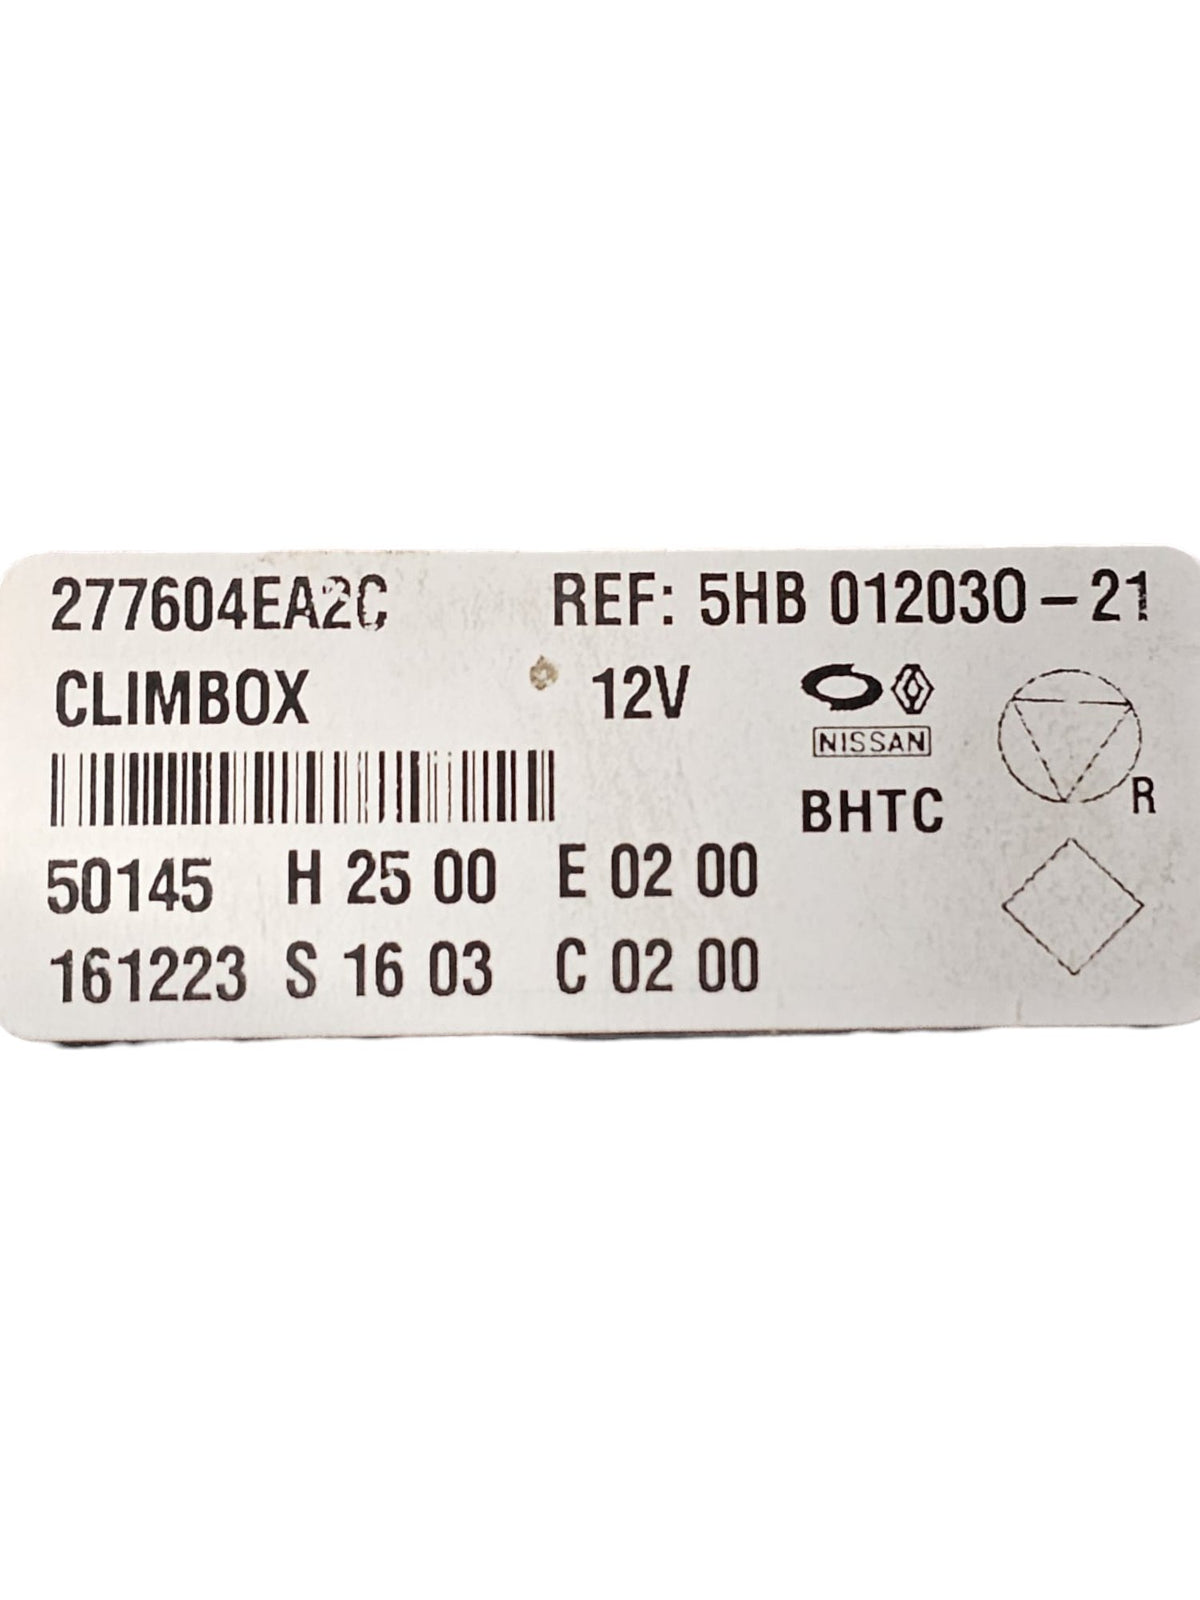 277604EA2C REF: 5HB 012030-21
CLIMBOX 12V
NISSAN
BHTC R
50145 H 25 00 E 02 00
161223 S 16 03 C 02 00